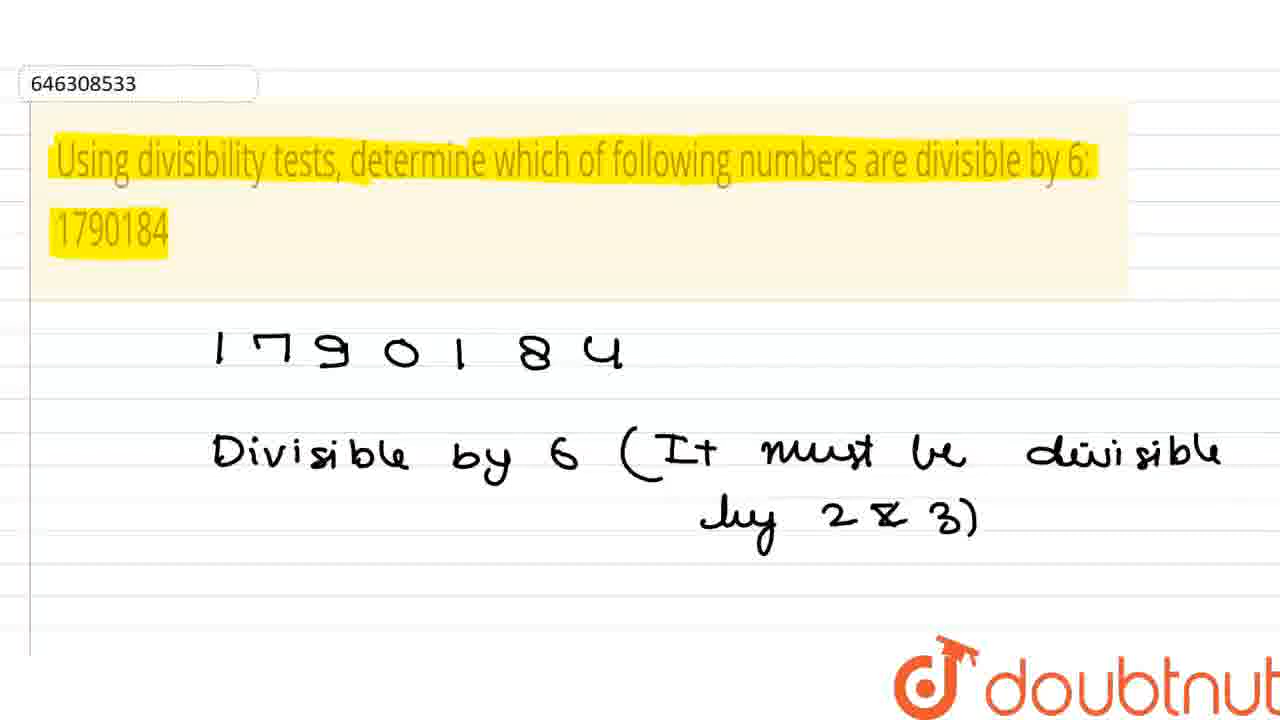 646308533
Using divisibility tests, determine which of following numbers are divisible by 6:
1790184
1 7 9 0 1 8 4
Divisible by 6 (It must be divisible
by 2 & 3)
doubtnut